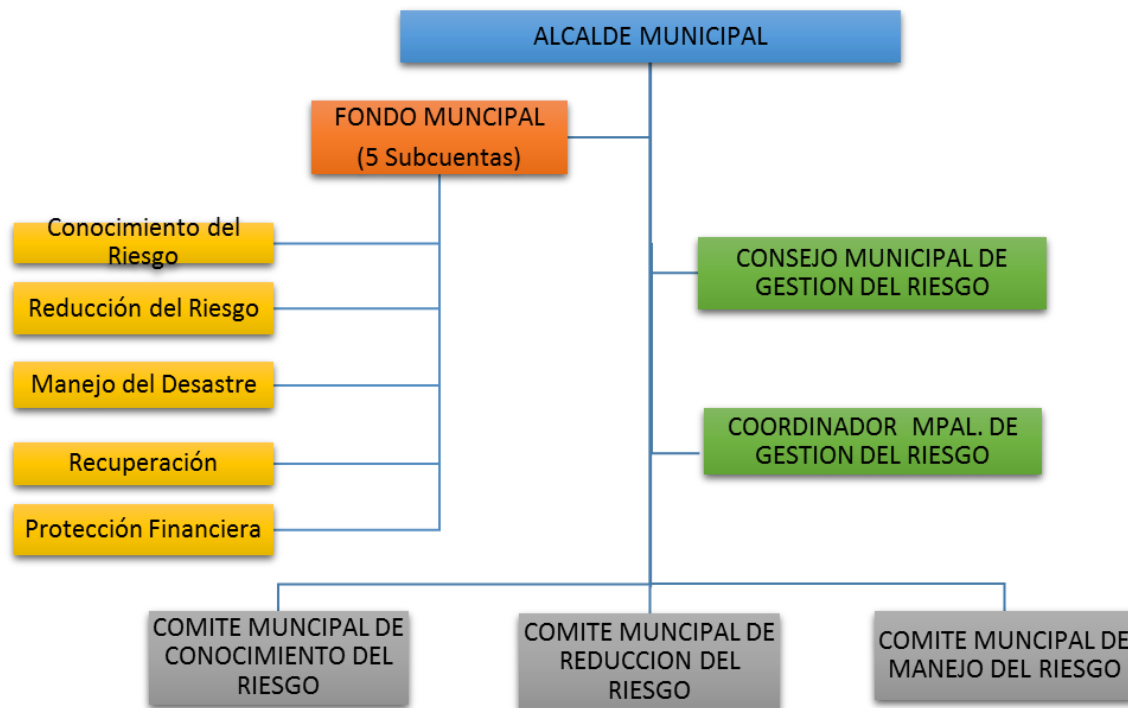 ALCALDE MUNICIPAL
FONDO MUNCIPAL
(5 Subcuentas)
Conocimiento del
Riesgo
Reducción del Riesgo
Manejo del Desastre
Recuperación
Protección Financiera
CONSEJO MUNICIPAL DE
GESTION DEL RIESGO
COORDINADOR MPAL. DE
GESTION DEL RIESGO
COMITE MUNCIPAL DE
CONOCIMIENTO DEL
RIESGO
COMITE MUNCIPAL DE
REDUCCION DEL
RIESGO
COMITE MUNCIPAL DE
MANEJO DEL RIESGO